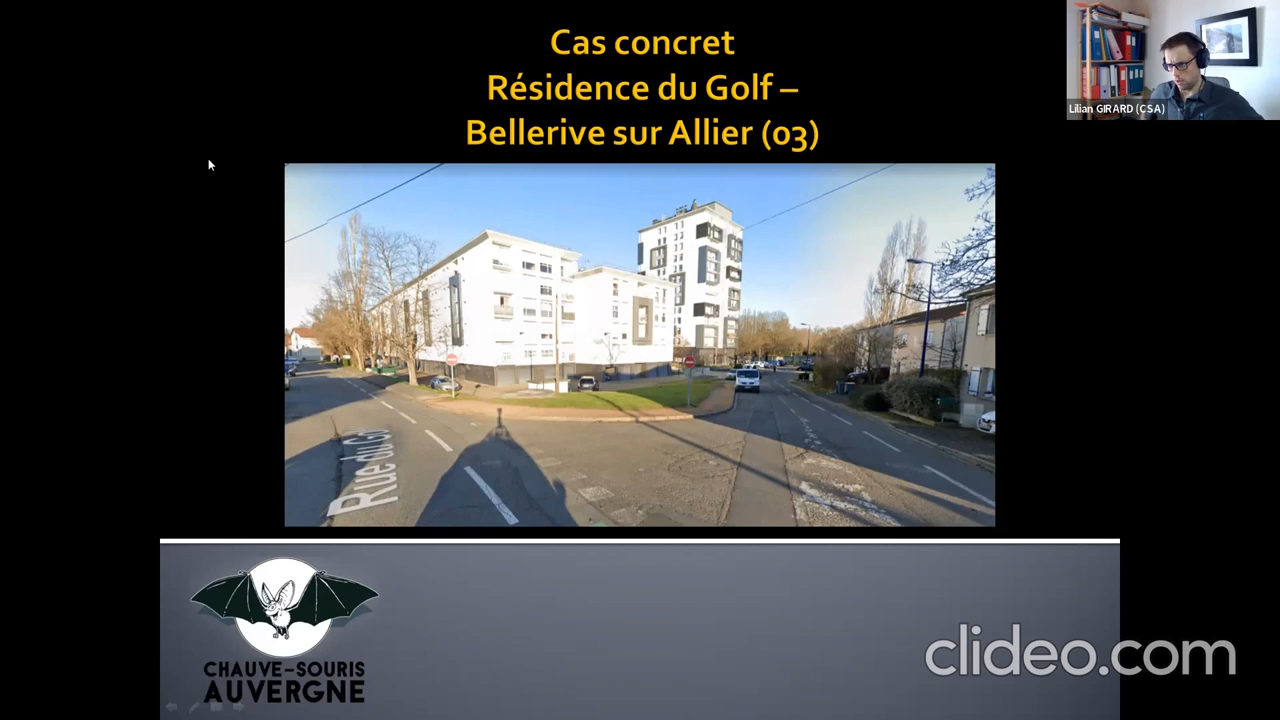 Cas concret
Résidence du Golf –
Bellerive sur Allier (03)
Lilian GIRARD (CSA)
Rue du Go
CHAUVE-SOURIS
AUVERGNE
clideo.com